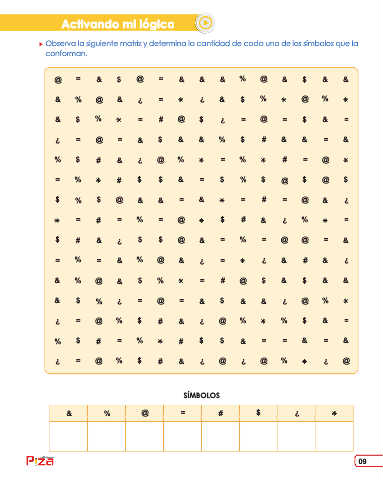 Activando mi lógica
Observa la siguiente matriz y determina la cantidad de cada uno de los símbolos que la
conforman.
@ = & $ @ = & & & % @ & $ & &
& % @ & ¿ = * ¿ & $ % * @ % *
& $ % * = # @ $ ¿ = @ = $ & =
¿ = @ = & $ & & % $ # & & = &
% $ # & ¿ @ % * = % * # = @ *
= % * # $ $ & = $ % $ @ $ @ $
$ % $ @ & & = & * = # = @ & ¿
* = # = % = @ * $ # & ¿ % * =
$ # & ¿ $ $ @ & = % = @ @ = &
= % = & % @ & ¿ = * ¿ & # & ¿
& % @ & $ % * = # @ $ & $ & &
& $ % ¿ = @ = & $ & & ¿ @ % *
¿ = @ % $ # & ¿ @ % * % $ & =
% $ # = % * # $ $ & = = & = &
¿ = @ % $ # & ¿ @ ¿ @ % * ¿ @
SÍMBOLOS
& % @ = # $ ¿ *
Piza
09